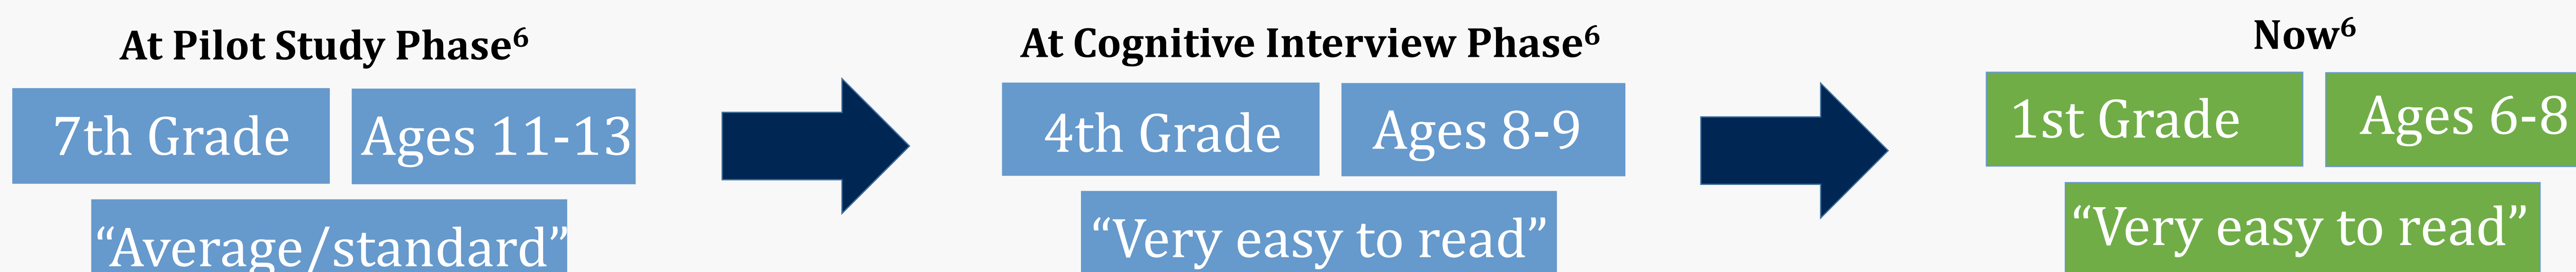 At Pilot Study Phase⁶
7th Grade
Ages 11-13
“Average/standard”
At Cognitive Interview Phase⁶
4th Grade
Ages 8-9
“Very easy to read”
Now⁶
1st Grade
Ages 6-8
“Very easy to read”